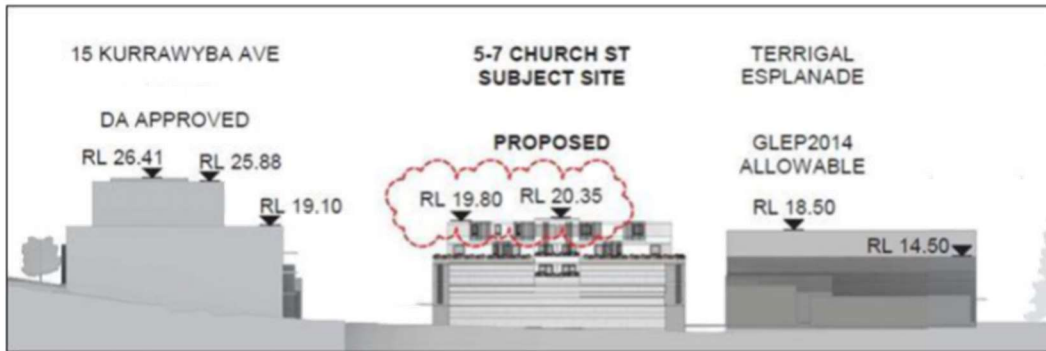 15 KURRAWYBA AVE
DA APPROVED
RL 26.41
RL 25.88
RL 19.10
5-7 CHURCH ST
SUBJECT SITE
PROPOSED
RL 19.80
RL 20.35
TERRIGAL
ESPLANADE
GLEP2014
ALLOWABLE
RL 18.50
RL 14.50